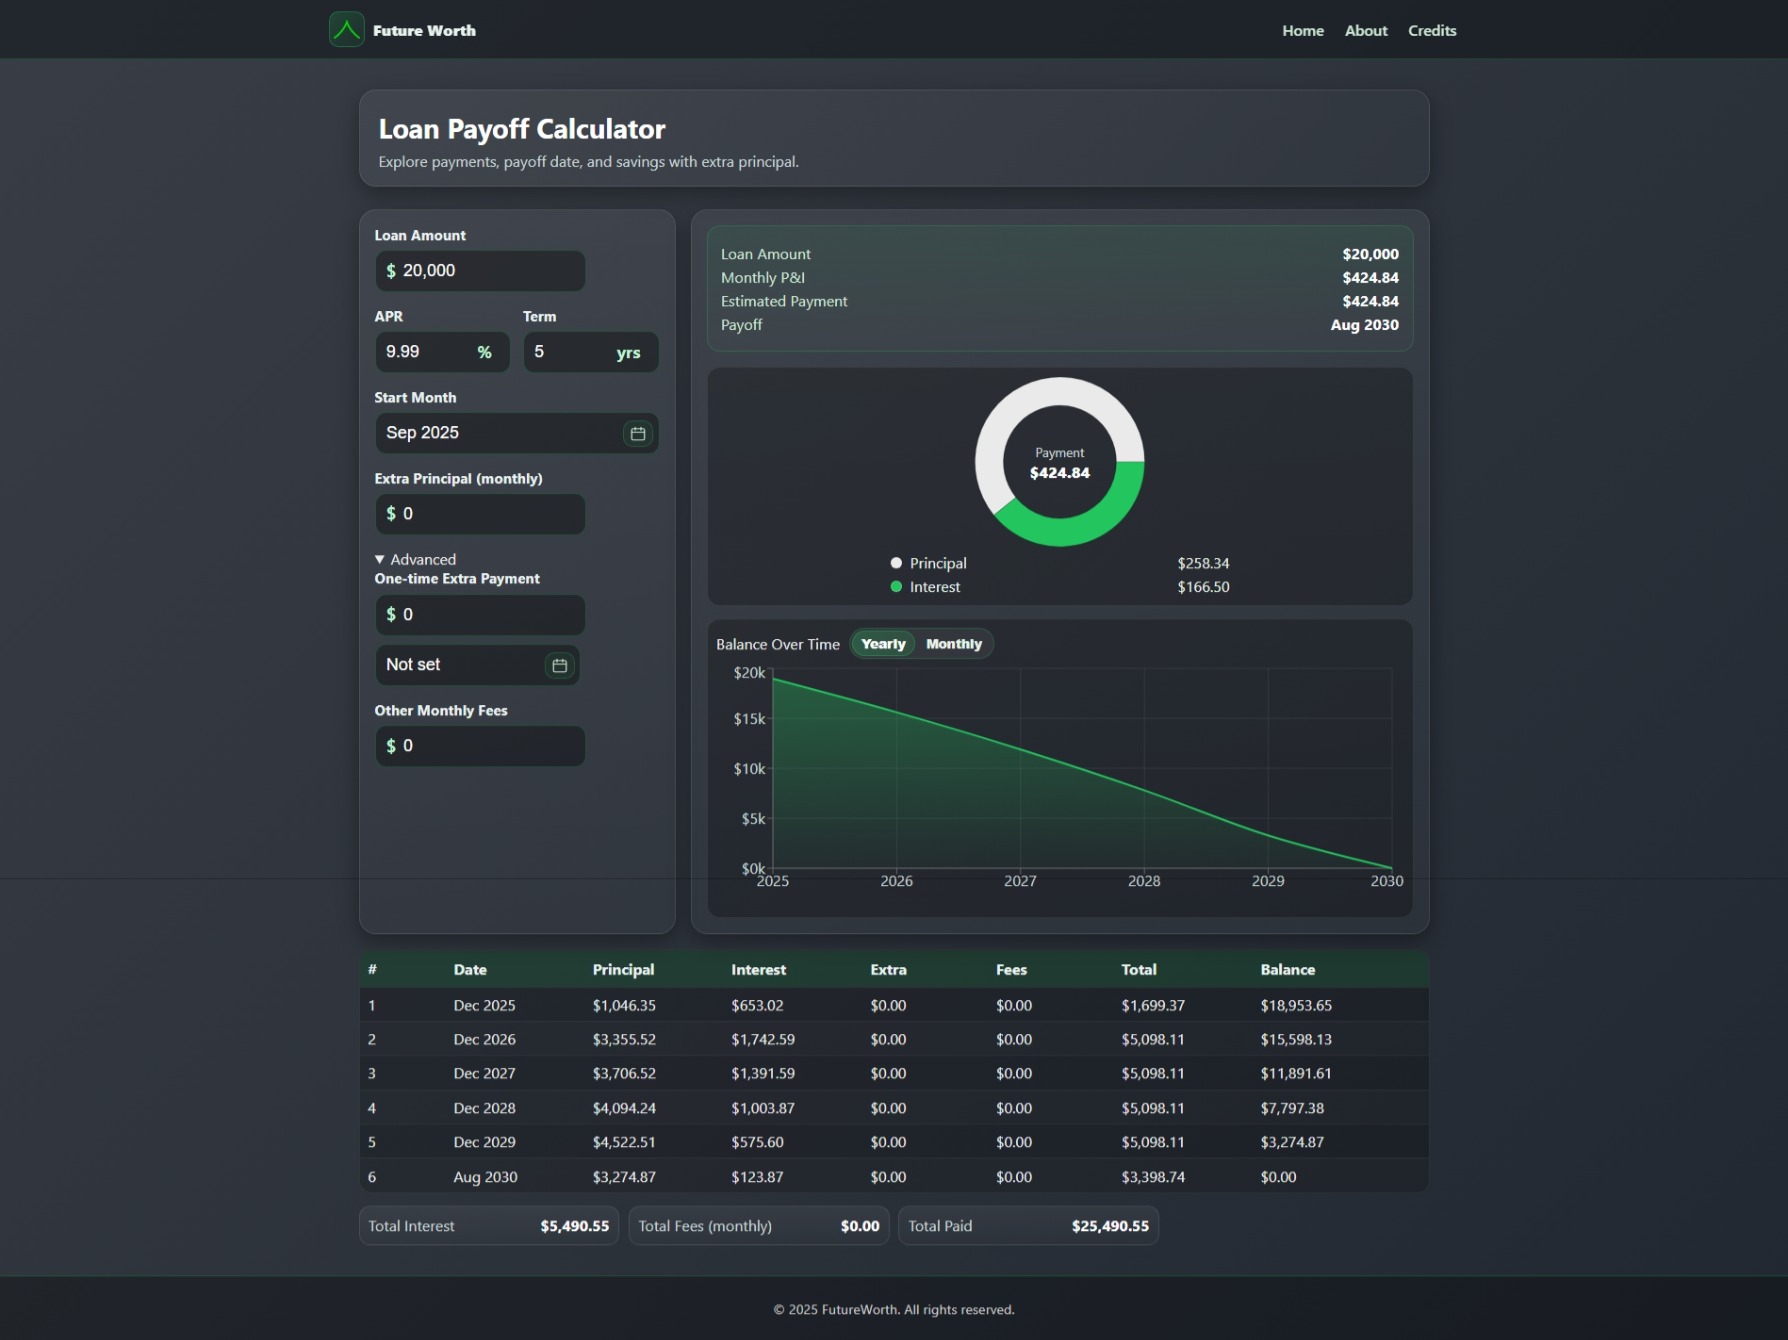 Future Worth
Home About Credits
Loan Payoff Calculator
Explore payments, payoff date, and savings with extra principal.
Loan Amount
$ 20,000
APR Term
9.99 % 5 yrs
Start Month
Sep 2025
Extra Principal (monthly)
$ 0
▼ Advanced
One-time Extra Payment
$ 0
Not set
Other Monthly Fees
$ 0
Loan Amount $20,000
Monthly P&I $424.84
Estimated Payment $424.84
Payoff Aug 2030
Payment
$424.84
Principal $258.34
Interest $166.50
Balance Over Time Yearly Monthly
$20k
$15k
$10k
$5k
$0k
2025 2026 2027 2028 2029 2030
# Date Principal Interest Extra Fees Total Balance
1 Dec 2025 $1,046.35 $653.02 $0.00 $0.00 $1,699.37 $18,953.65
2 Dec 2026 $3,355.52 $1,742.59 $0.00 $0.00 $5,098.11 $15,598.13
3 Dec 2027 $3,706.52 $1,391.59 $0.00 $0.00 $5,098.11 $11,891.61
4 Dec 2028 $4,094.24 $1,003.87 $0.00 $0.00 $5,098.11 $7,797.38
5 Dec 2029 $4,522.51 $575.60 $0.00 $0.00 $5,098.11 $3,274.87
6 Aug 2030 $3,274.87 $123.87 $0.00 $0.00 $3,398.74 $0.00
Total Interest $5,490.55 Total Fees (monthly) $0.00 Total Paid $25,490.55
© 2025 FutureWorth. All rights reserved.